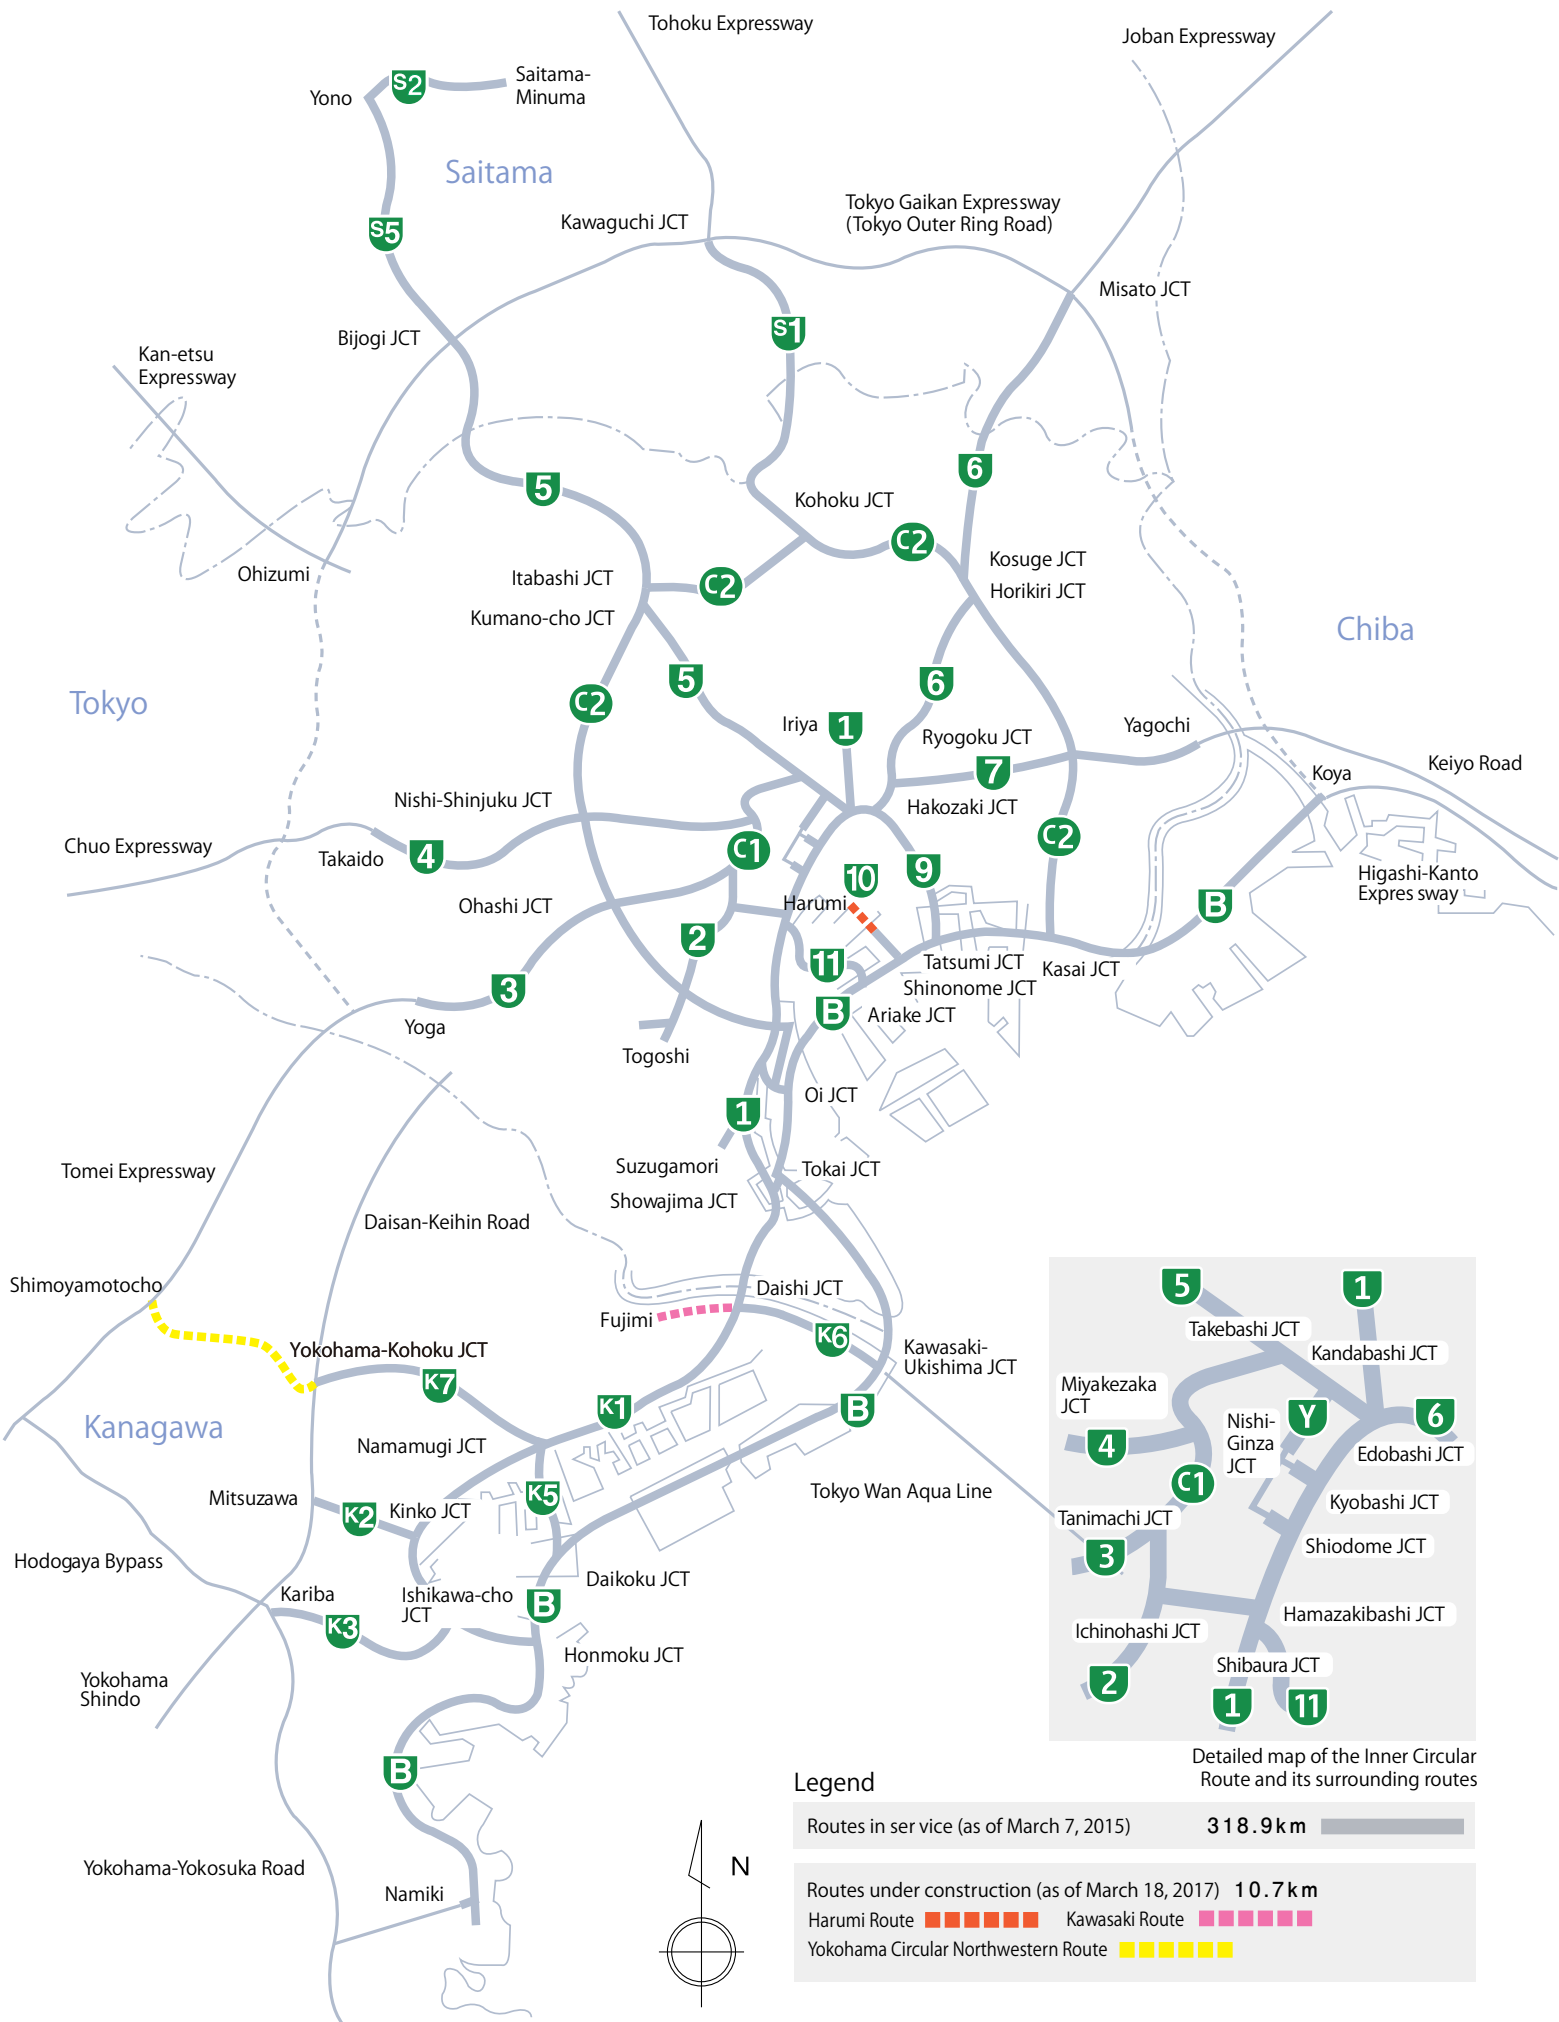 Tohoku Expressway
Joban Expressway
S2
Saitama-
Minuma
Yono
Saitama
S5
Kawaguchi JCT
Tokyo Gaikan Expressway
(Tokyo Outer Ring Road)
Misato JCT
S1
Bijogi JCT
Kan-etsu
Expressway
6
5
Kohoku JCT
C2
Kosuge JCT
Horikiri JCT
Ohizumi
Itabashi JCT
C2
Kumano-cho JCT
Chiba
Tokyo
C2
5
6
Iriya
1
Ryogoku JCT
Yagochi
7
Koya
Keiyo Road
Nishi-Shinjuku JCT
Hakozaki JCT
Chuo Expressway
Takaido
4
C1
C2
10
9
Higashi-Kanto
Expres sway
Harumi
B
Ohashi JCT
2
11
Tatsumi JCT
Kasai JCT
Shinonome JCT
3
B
Ariake JCT
Yoga
Togoshi
Oi JCT
1
Suzugamori
Tokai JCT
Tomei Expressway
Showajima JCT
Daisan-Keihin Road
Shimoyamotocho
Daishi JCT
Fujimi
K6
Yokohama-Kohoku JCT
Kawasaki-
Ukishima JCT
K7
K1
B
Kanagawa
Namamugi JCT
Tokyo Wan Aqua Line
Mitsuzawa
K2
Kinko JCT
K5
Hodogaya Bypass
Daikoku JCT
Kariba
Ishikawa-cho
JCT
B
K3
Honmoku JCT
Yokohama
Shindo
B
Yokohama-Yokosuka Road
Namiki
N
5
1
Takebashi JCT
Kandabashi JCT
Miyakezaka
JCT
Y
6
Nishi-
Ginza
JCT
4
Edobashi JCT
C1
Kyobashi JCT
Tanimachi JCT
Shiodome JCT
3
Hamazakibashi JCT
Ichinohashi JCT
Shibaura JCT
2
1
11
Detailed map of the Inner Circular
Route and its surrounding routes
Legend
Routes in ser vice (as of March 7, 2015) 318.9km
Routes under construction (as of March 18, 2017) 10.7km
Harumi Route Kawasaki Route
Yokohama Circular Northwestern Route